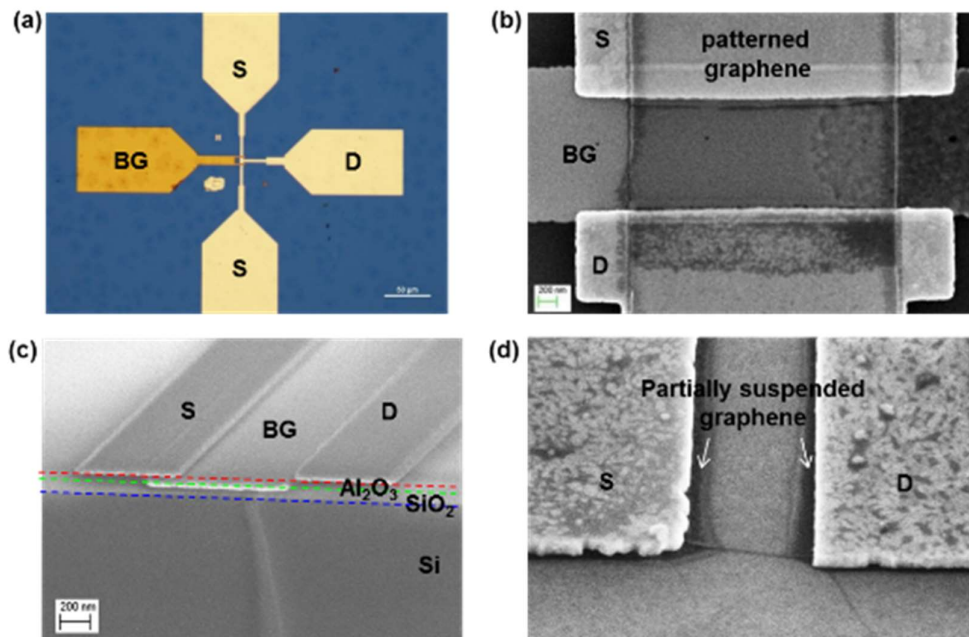 (a)
S
BG
D
S
50 µm
(b)
S
patterned
graphene
BG
D
200 nm
(c)
S
BG
D
Al₂O₃
SiO₂
Si
200 nm
(d)
Partially suspended
graphene
S
D